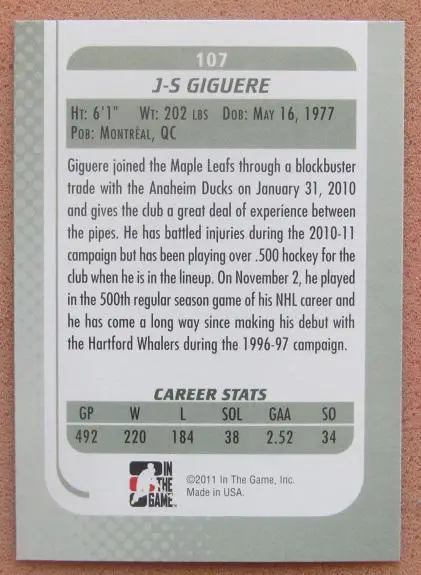 107
J-S GIGUERE
HT: 6'1" WT: 202 LBS DOB: MAY 16, 1977
POB: MONTRÉAL, QC
Giguere joined the Maple Leafs through a blockbuster
trade with the Anaheim Ducks on January 31, 2010
and gives the club a great deal of experience between
the pipes. He has battled injuries during the 2010-11
campaign but has been playing over .500 hockey for the
club when he is in the lineup. On November 2, he played
in the 500th regular season game of his NHL career and
he has come a long way since making his debut with
the Hartford Whalers during the 1996-97 campaign.
CAREER STATS
GP W L SOL GAA SO
492 220 184 38 2.52 34
IN
THE
GAME
©2011 In The Game, Inc.
Made in USA.